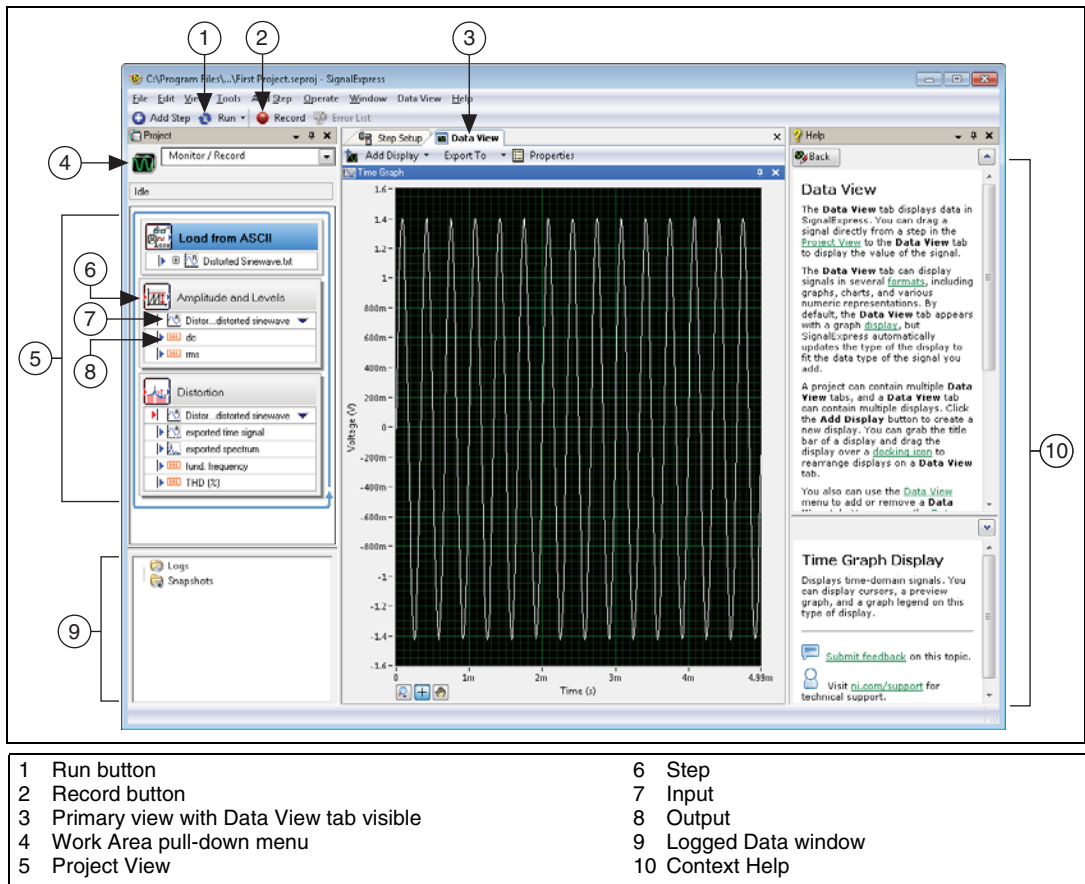 1
2
3
C:\Program Files\...\First Project.seproj - SignalExpress
File Edit View Tools Add Step Operate Window Data View Help
Add Step Run Record Error List
Project
Step Setup Data View
Help
4
Monitor / Record
Add Display Export To Properties
Back
Idle
Time Graph
5
Load from ASCII
Distorted Sinewave.txt
6
Amplitude and Levels
7
Distor...distorted sinewave
8
dc
rms
Distortion
Distor...distorted sinewave
exported time signal
exported spectrum
fund. frequency
THD (%)
9
Logs
Snapshots
Voltage (V)
1.6
1.4
1.2
1
800m
600m
400m
200m
0
-200m
-400m
-600m
-800m
-1
-1.2
-1.4
-1.6
0 1m 2m 3m 4m 4.99m
Time (s)
Data View
The Data View tab displays data in
SignalExpress. You can drag a
signal directly from a step in the
Project View to the Data View tab
to display the value of the signal.
The Data View tab can display
signals in several formats, including
graphs, charts, and various
numeric representations. By
default, the Data View tab appears
with a graph display, but
SignalExpress automatically
updates the type of the display to
fit the data type of the signal you
add.
A project can contain multiple Data
View tabs, and a Data View tab
can contain multiple displays. Click
the Add Display button to create a
new display. You can grab the title
bar of a display and drag the
display over a docking icon to
rearrange displays on a Data View
tab.
You also can use the Data View
menu to add or remove a Data
10
Time Graph Display
Displays time-domain signals. You
can display cursors, a preview
graph, and a graph legend on this
type of display.
Submit feedback on this topic.
Visit ni.com/support for
technical support.
1 Run button
2 Record button
3 Primary view with Data View tab visible
4 Work Area pull-down menu
5 Project View
6 Step
7 Input
8 Output
9 Logged Data window
10 Context Help